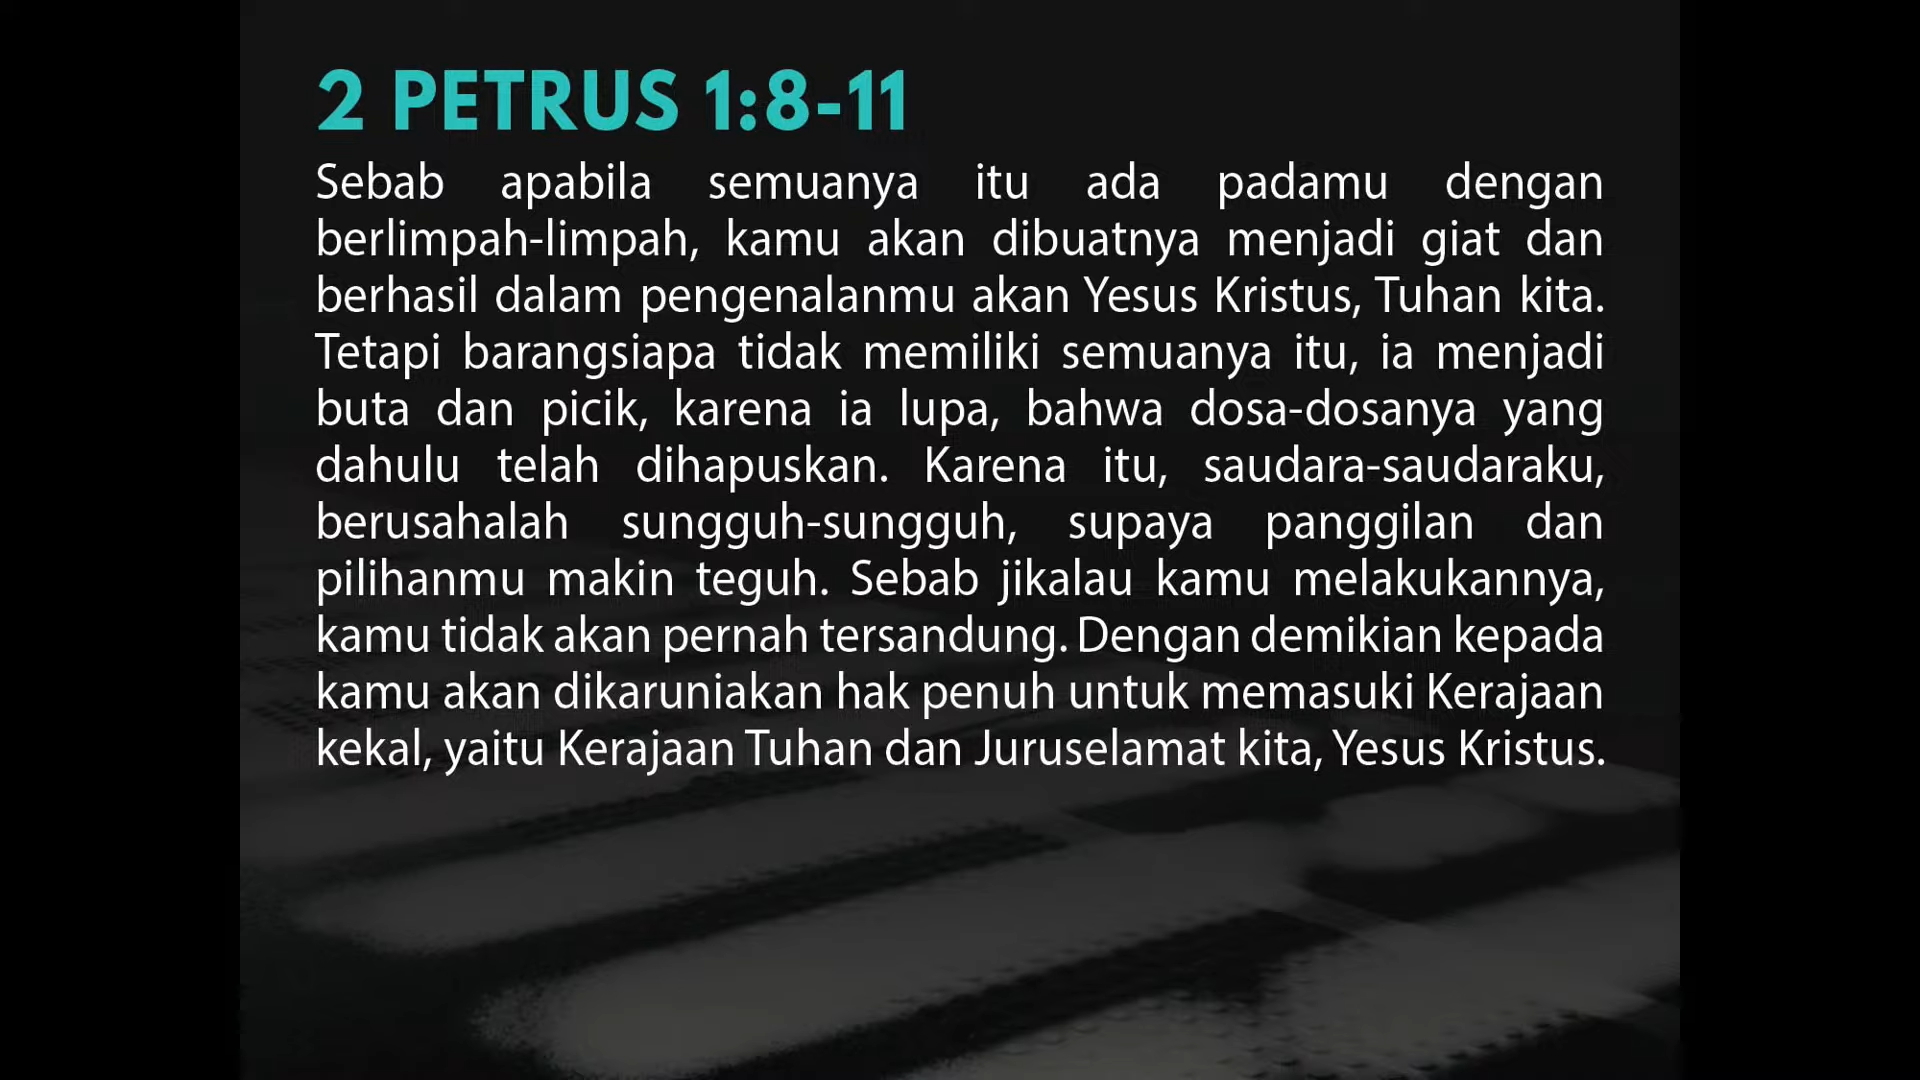 2 PETRUS 1:8-11
Sebab apabila semuanya itu ada padamu dengan
berlimpah-limpah, kamu akan dibuatnya menjadi giat dan
berhasil dalam pengenalanmu akan Yesus Kristus, Tuhan kita.
Tetapi barangsiapa tidak memiliki semuanya itu, ia menjadi
buta dan picik, karena ia lupa, bahwa dosa-dosanya yang
dahulu telah dihapuskan. Karena itu, saudara-saudaraku,
berusahalah sungguh-sungguh, supaya panggilan dan
pilihanmu makin teguh. Sebab jikalau kamu melakukannya,
kamu tidak akan pernah tersandung. Dengan demikian kepada
kamu akan dikaruniakan hak penuh untuk memasuki Kerajaan
kekal, yaitu Kerajaan Tuhan dan Juruselamat kita, Yesus Kristus.